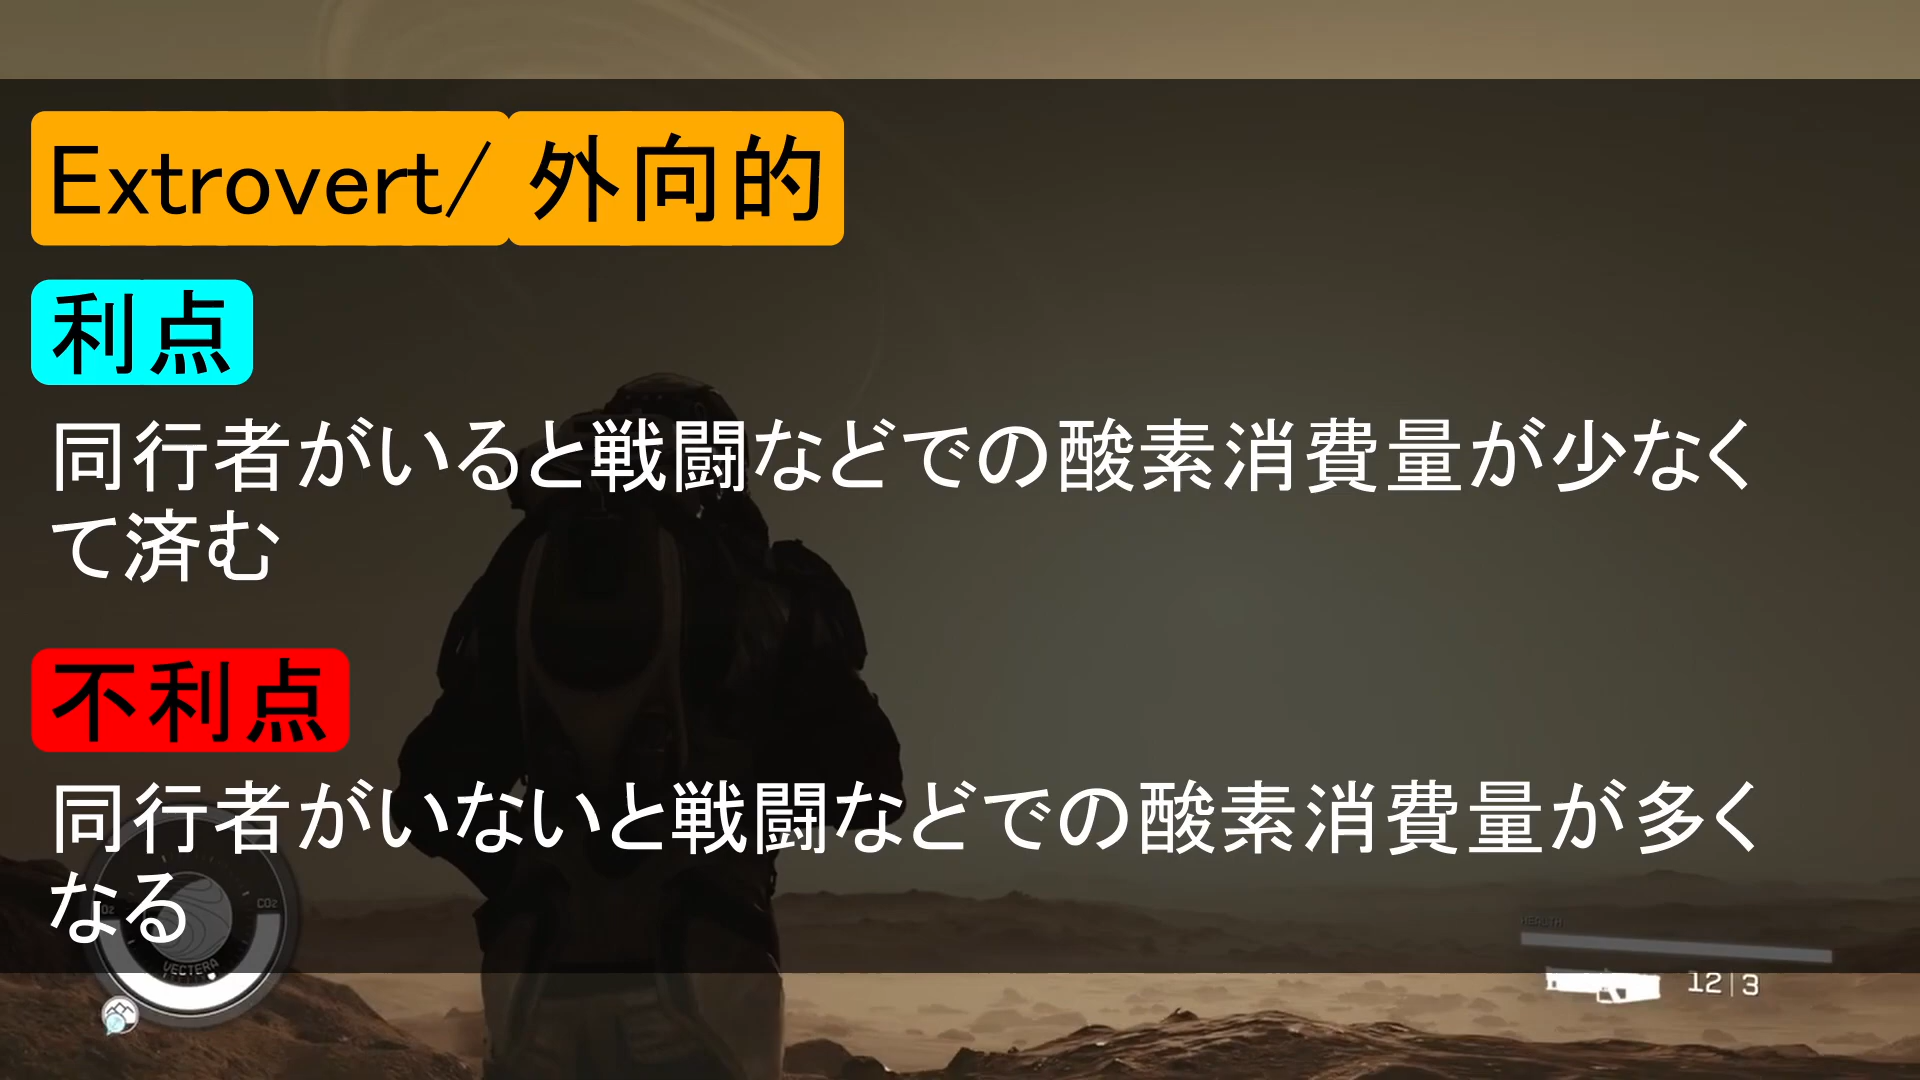 Extrovert/ 外向的
利点
同行者がいると戦闘などでの酸素消費量が少なく
て済む
不利点
同行者がいないと戦闘などでの酸素消費量が多く
なる
O2
CO2
VECTERA
HEALTH
12|3